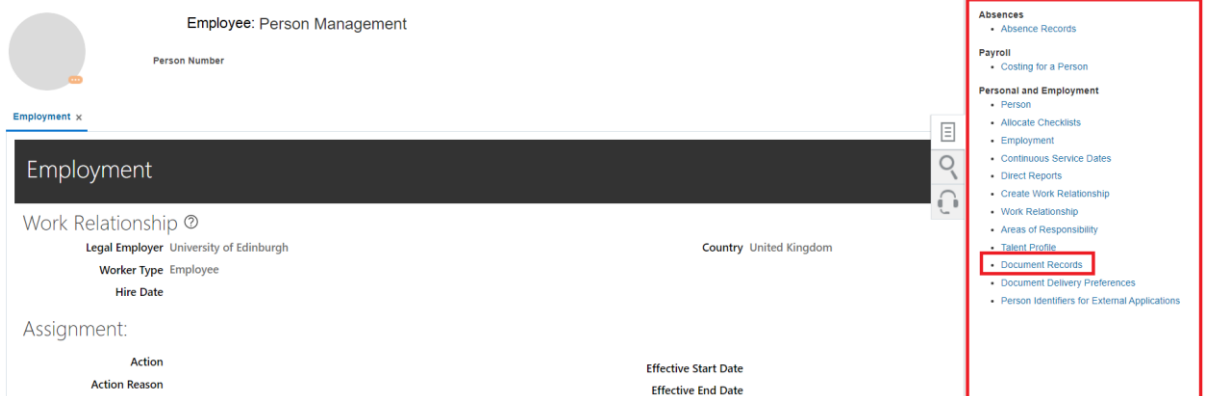 Employee: Person Management
Person Number
Employment x
Employment
Work Relationship ?
Legal Employer University of Edinburgh
Country United Kingdom
Worker Type Employee
Hire Date
Assignment:
Action
Effective Start Date
Action Reason
Effective End Date
Absences
• Absence Records
Payroll
• Costing for a Person
Personal and Employment
• Person
• Allocate Checklists
• Employment
• Continuous Service Dates
• Direct Reports
• Create Work Relationship
• Work Relationship
• Areas of Responsibility
• Talent Profile
• Document Records
• Document Delivery Preferences
• Person Identifiers for External Applications